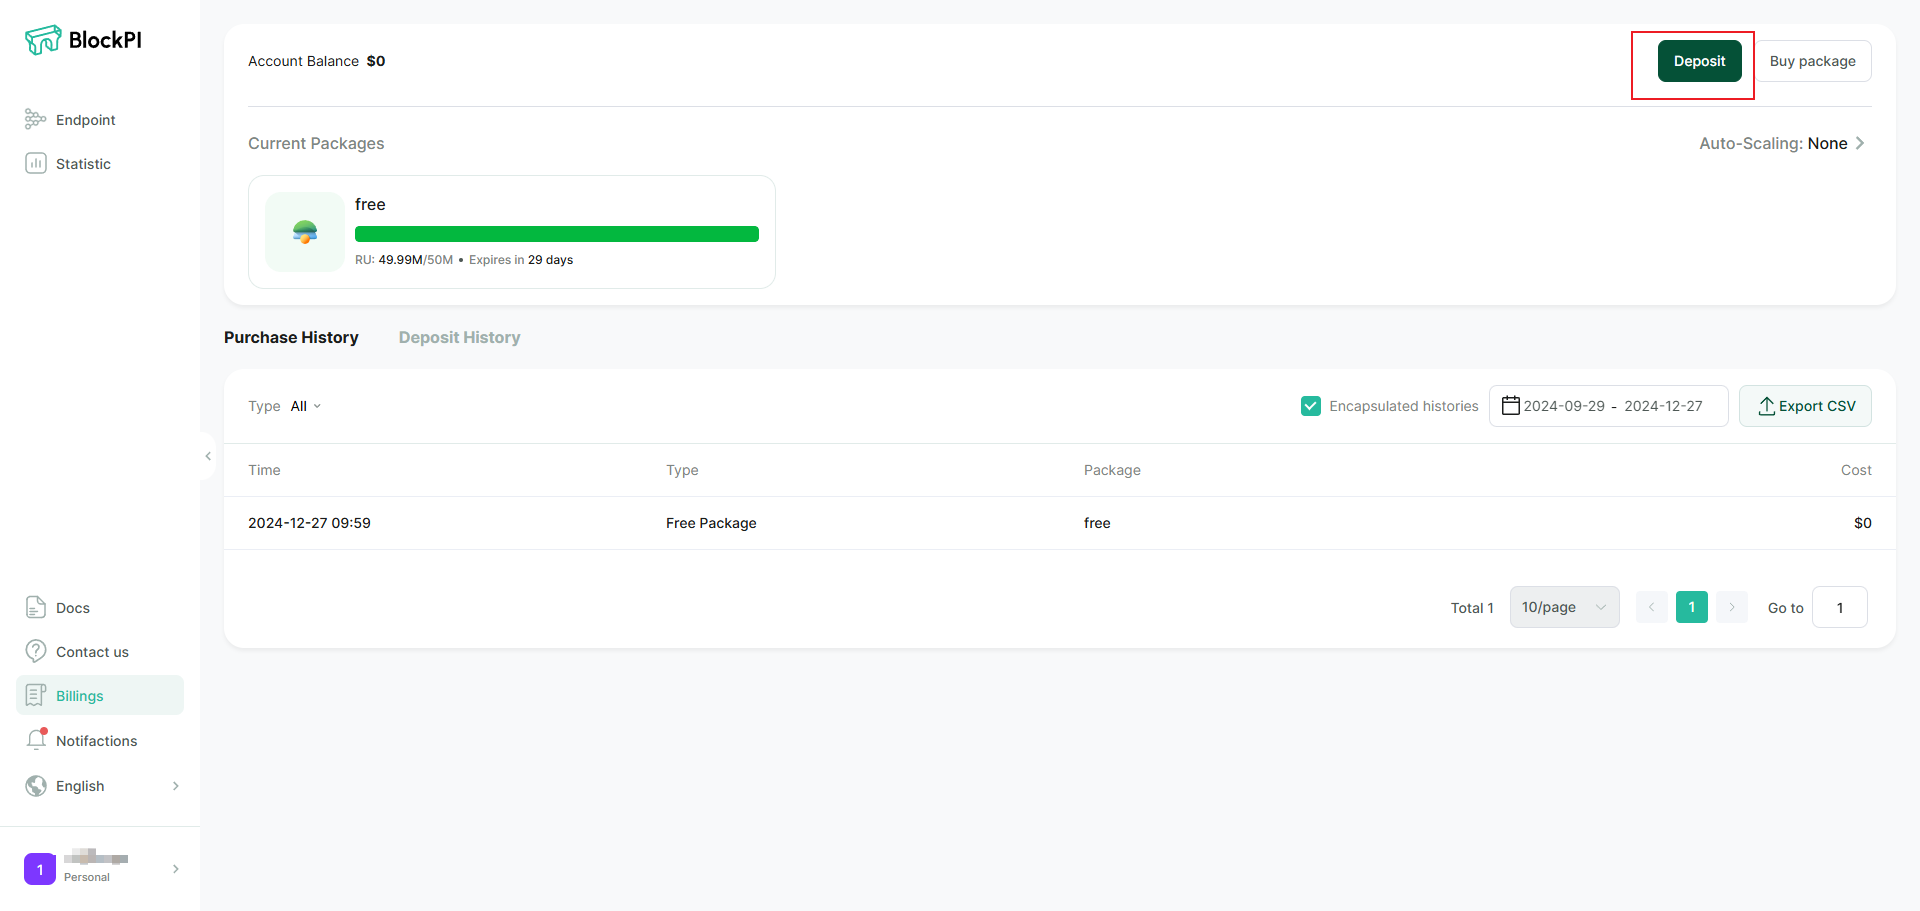 BlockPI
Endpoint
Statistic
Docs
Contact us
Billings
Notifactions
English
1
Personal
Account Balance $0
Deposit
Buy package
Current Packages
Auto-Scaling: None
free
RU: 49.99M/50M • Expires in 29 days
Purchase History
Deposit History
Type All
Encapsulated histories
2024-09-29 - 2024-12-27
Export CSV
Time Type Package Cost
2024-12-27 09:59 Free Package free $0
Total 1
10/page
1
Go to
1